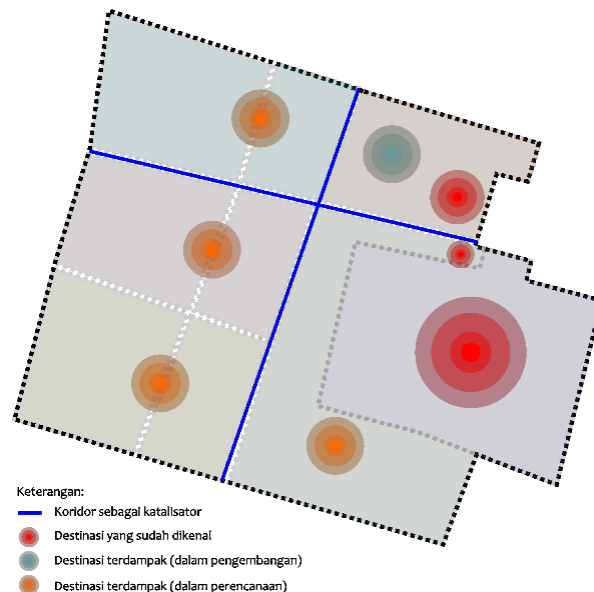 Keterangan:
Koridor sebagai katalisator
Destinasi yang sudah dikenal
Destinasi terdampak (dalam pengembangan)
Destinasi terdampak (dalam perencanaan)